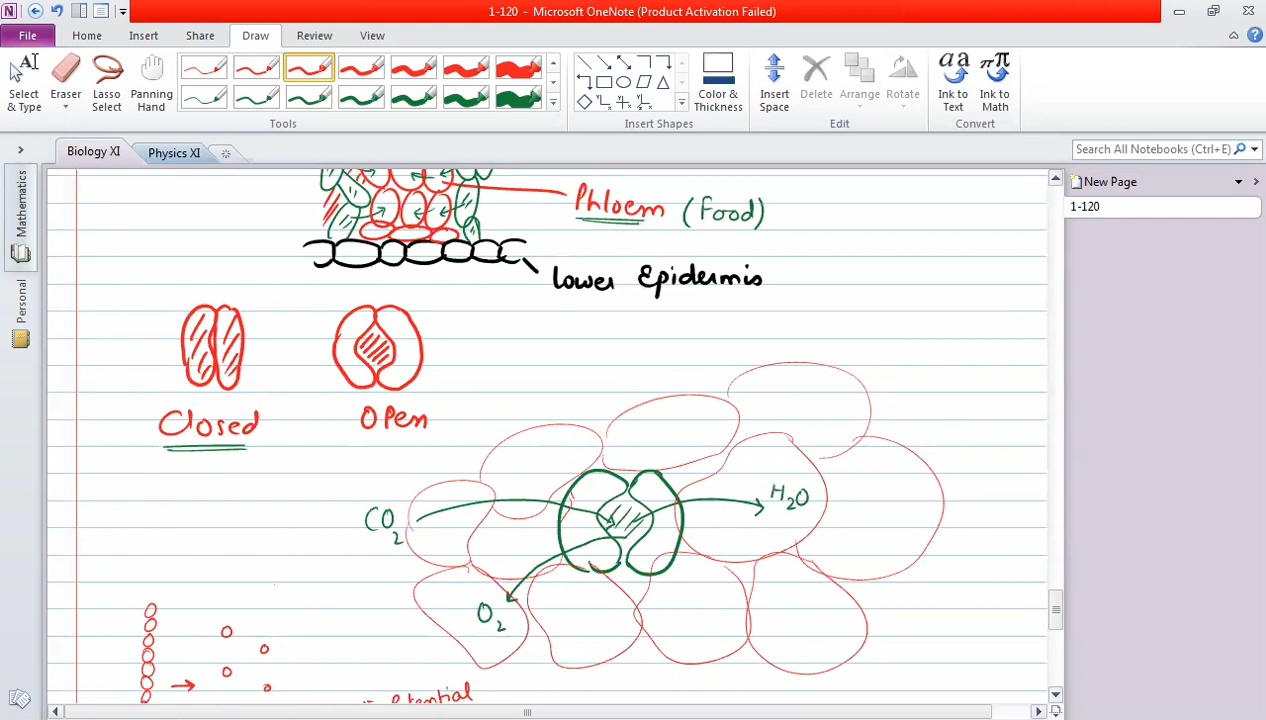 1-120 - Microsoft OneNote (Product Activation Failed)
File Home Insert Share Draw Review View
Select & Type
Eraser
Lasso Select
Panning Hand
Color & Thickness
Insert Space
Delete
Arrange
Rotate
Ink to Text
Ink to Math
Tools
Insert Shapes
Edit
Convert
Biology XI
Physics XI
Search All Notebooks (Ctrl+E)
Mathematics
Personal
New Page
1-120
Phloem (Food)
Lower Epidermis
Closed
Open
CO2
H2O
O2